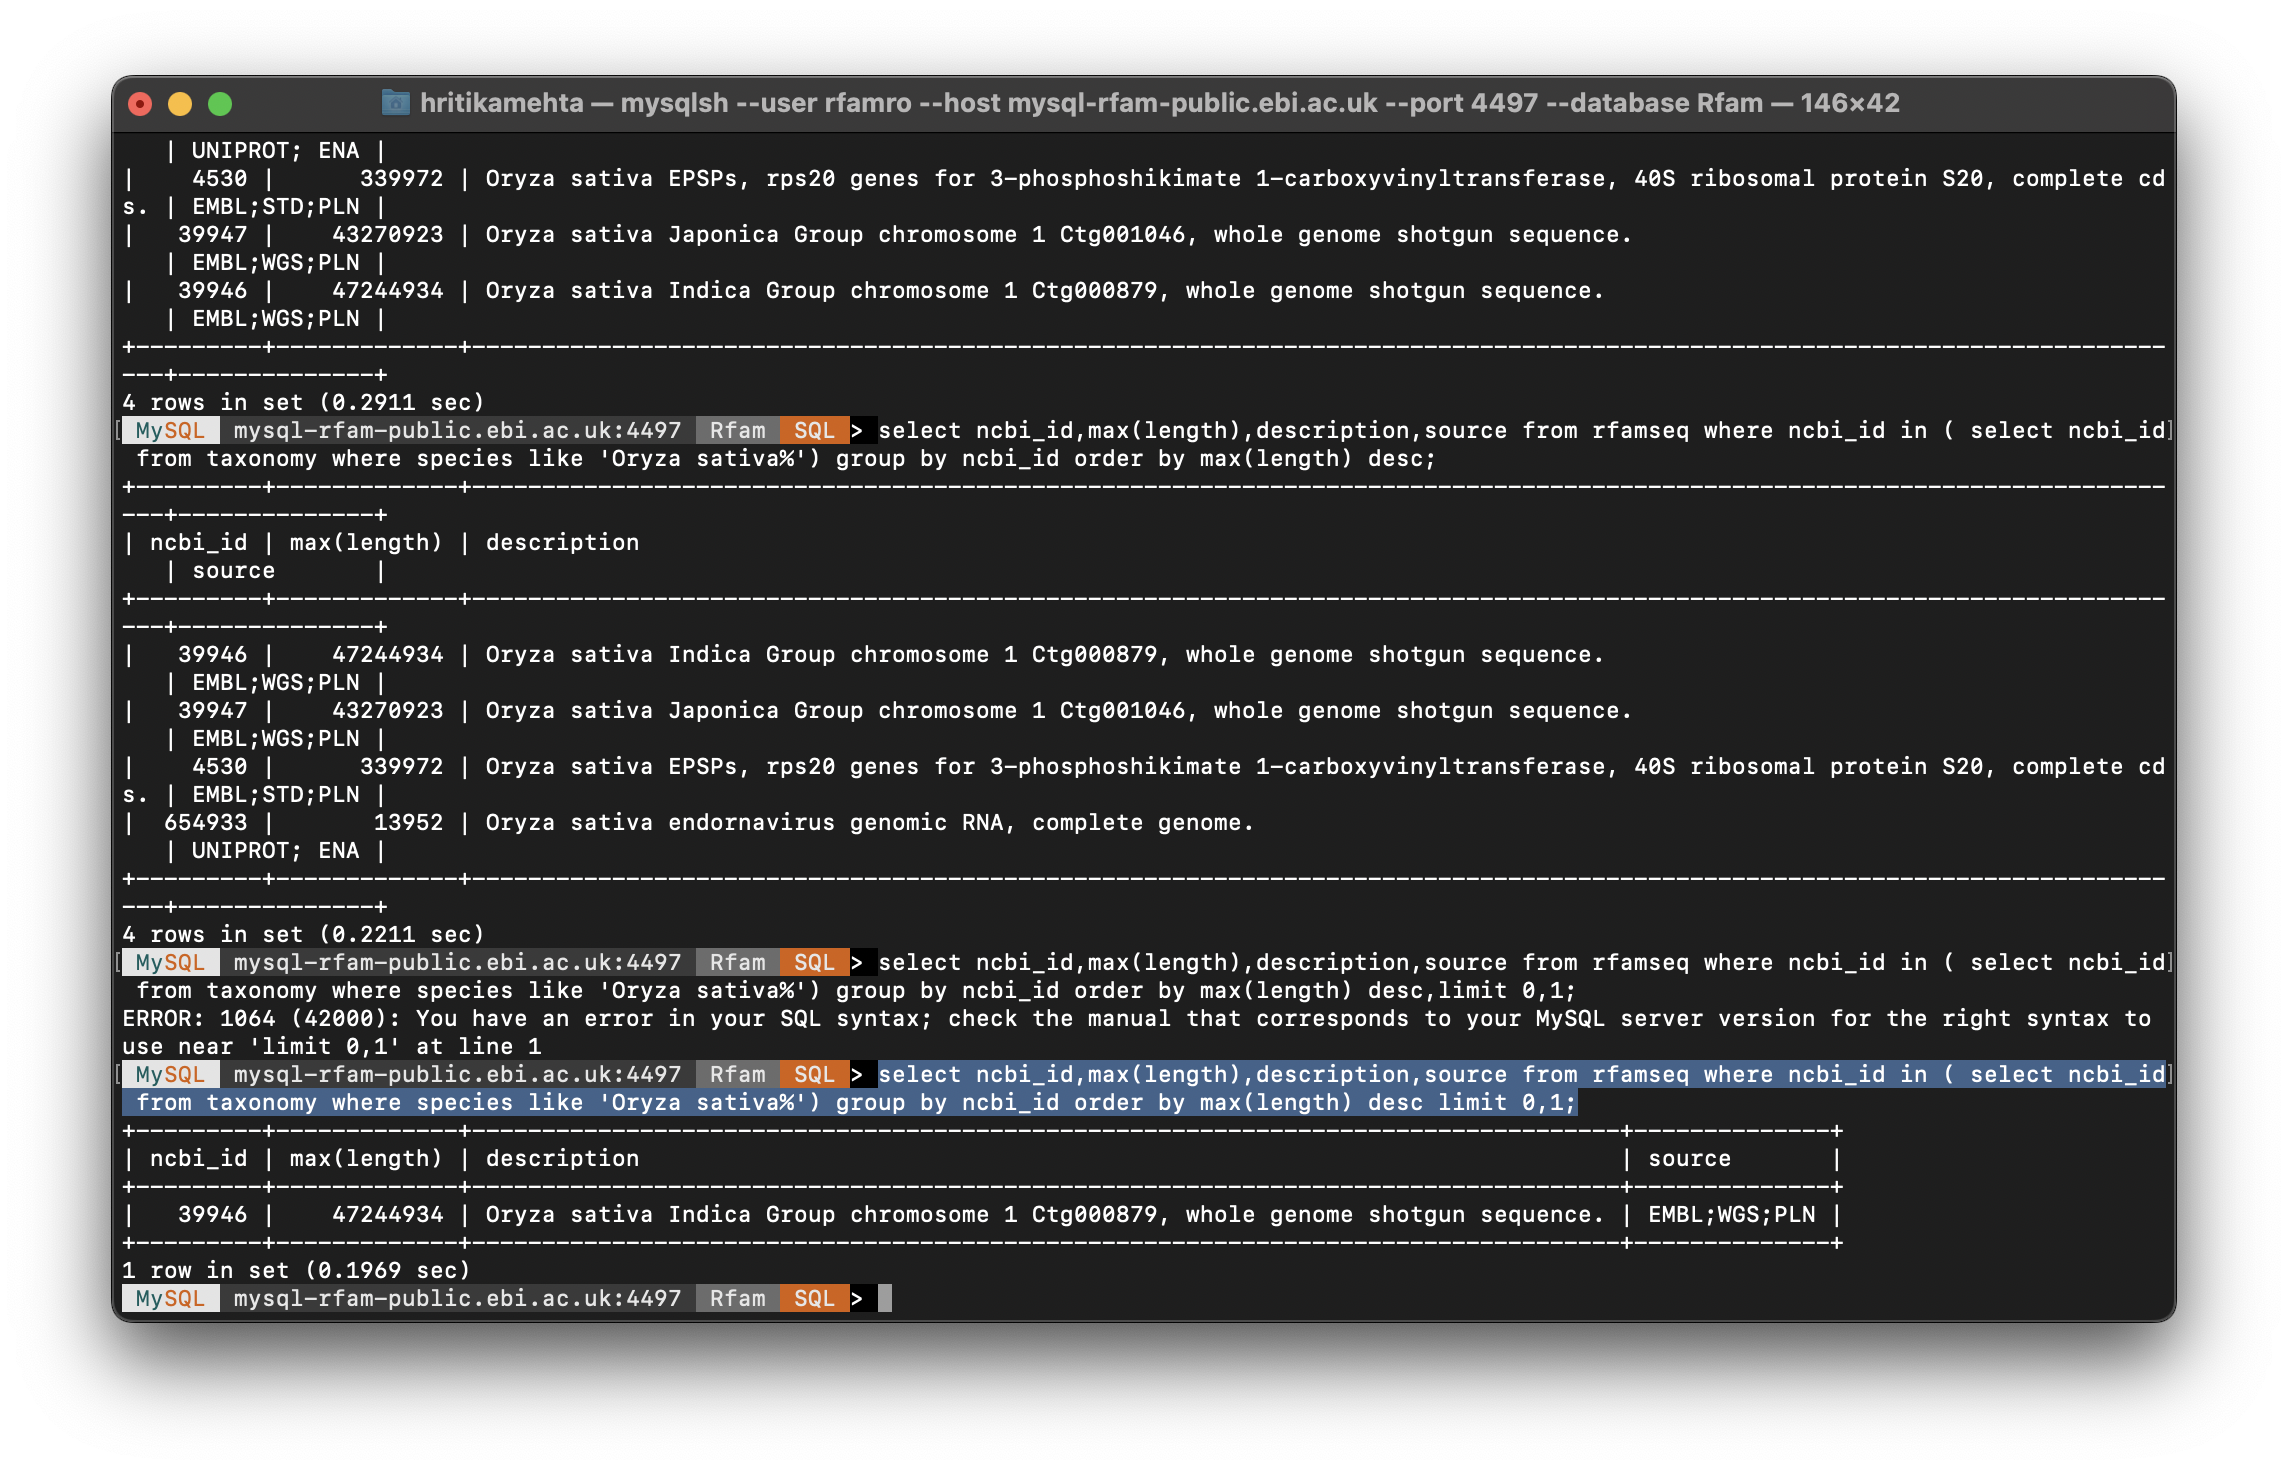 hritikamehta — mysqlsh --user rfamro --host mysql-rfam-public.ebi.ac.uk --port 4497 --database Rfam — 146×42
   | UNIPROT; ENA |
|    4530 |      339972 | Oryza sativa EPSPs, rps20 genes for 3-phosphoshikimate 1-carboxyvinyltransferase, 40S ribosomal protein S20, complete cd
s. | EMBL;STD;PLN |
|   39947 |    43270923 | Oryza sativa Japonica Group chromosome 1 Ctg001046, whole genome shotgun sequence.
   | EMBL;WGS;PLN |
|   39946 |    47244934 | Oryza sativa Indica Group chromosome 1 Ctg000879, whole genome shotgun sequence.
   | EMBL;WGS;PLN |
+---------+-------------+-------------------------------------------------------------------------------------------------------------------------
---+--------------+
4 rows in set (0.2911 sec)
[ MySQL  mysql-rfam-public.ebi.ac.uk:4497  Rfam  SQL > select ncbi_id,max(length),description,source from rfamseq where ncbi_id in ( select ncbi_id]
 from taxonomy where species like 'Oryza sativa%') group by ncbi_id order by max(length) desc;
+---------+-------------+-------------------------------------------------------------------------------------------------------------------------
---+--------------+
| ncbi_id | max(length) | description
   | source       |
+---------+-------------+-------------------------------------------------------------------------------------------------------------------------
---+--------------+
|   39946 |    47244934 | Oryza sativa Indica Group chromosome 1 Ctg000879, whole genome shotgun sequence.
   | EMBL;WGS;PLN |
|   39947 |    43270923 | Oryza sativa Japonica Group chromosome 1 Ctg001046, whole genome shotgun sequence.
   | EMBL;WGS;PLN |
|    4530 |      339972 | Oryza sativa EPSPs, rps20 genes for 3-phosphoshikimate 1-carboxyvinyltransferase, 40S ribosomal protein S20, complete cd
s. | EMBL;STD;PLN |
|  654933 |       13952 | Oryza sativa endornavirus genomic RNA, complete genome.
   | UNIPROT; ENA |
+---------+-------------+-------------------------------------------------------------------------------------------------------------------------
---+--------------+
4 rows in set (0.2211 sec)
[ MySQL  mysql-rfam-public.ebi.ac.uk:4497  Rfam  SQL > select ncbi_id,max(length),description,source from rfamseq where ncbi_id in ( select ncbi_id]
 from taxonomy where species like 'Oryza sativa%') group by ncbi_id order by max(length) desc,limit 0,1;
ERROR: 1064 (42000): You have an error in your SQL syntax; check the manual that corresponds to your MySQL server version for the right syntax to
use near 'limit 0,1' at line 1
[ MySQL  mysql-rfam-public.ebi.ac.uk:4497  Rfam  SQL > select ncbi_id,max(length),description,source from rfamseq where ncbi_id in ( select ncbi_id]
 from taxonomy where species like 'Oryza sativa%') group by ncbi_id order by max(length) desc limit 0,1;
+---------+-------------+----------------------------------------------------------------------------------+--------------+
| ncbi_id | max(length) | description                                                                      | source       |
+---------+-------------+----------------------------------------------------------------------------------+--------------+
|   39946 |    47244934 | Oryza sativa Indica Group chromosome 1 Ctg000879, whole genome shotgun sequence. | EMBL;WGS;PLN |
+---------+-------------+----------------------------------------------------------------------------------+--------------+
1 row in set (0.1969 sec)
 MySQL  mysql-rfam-public.ebi.ac.uk:4497  Rfam  SQL >